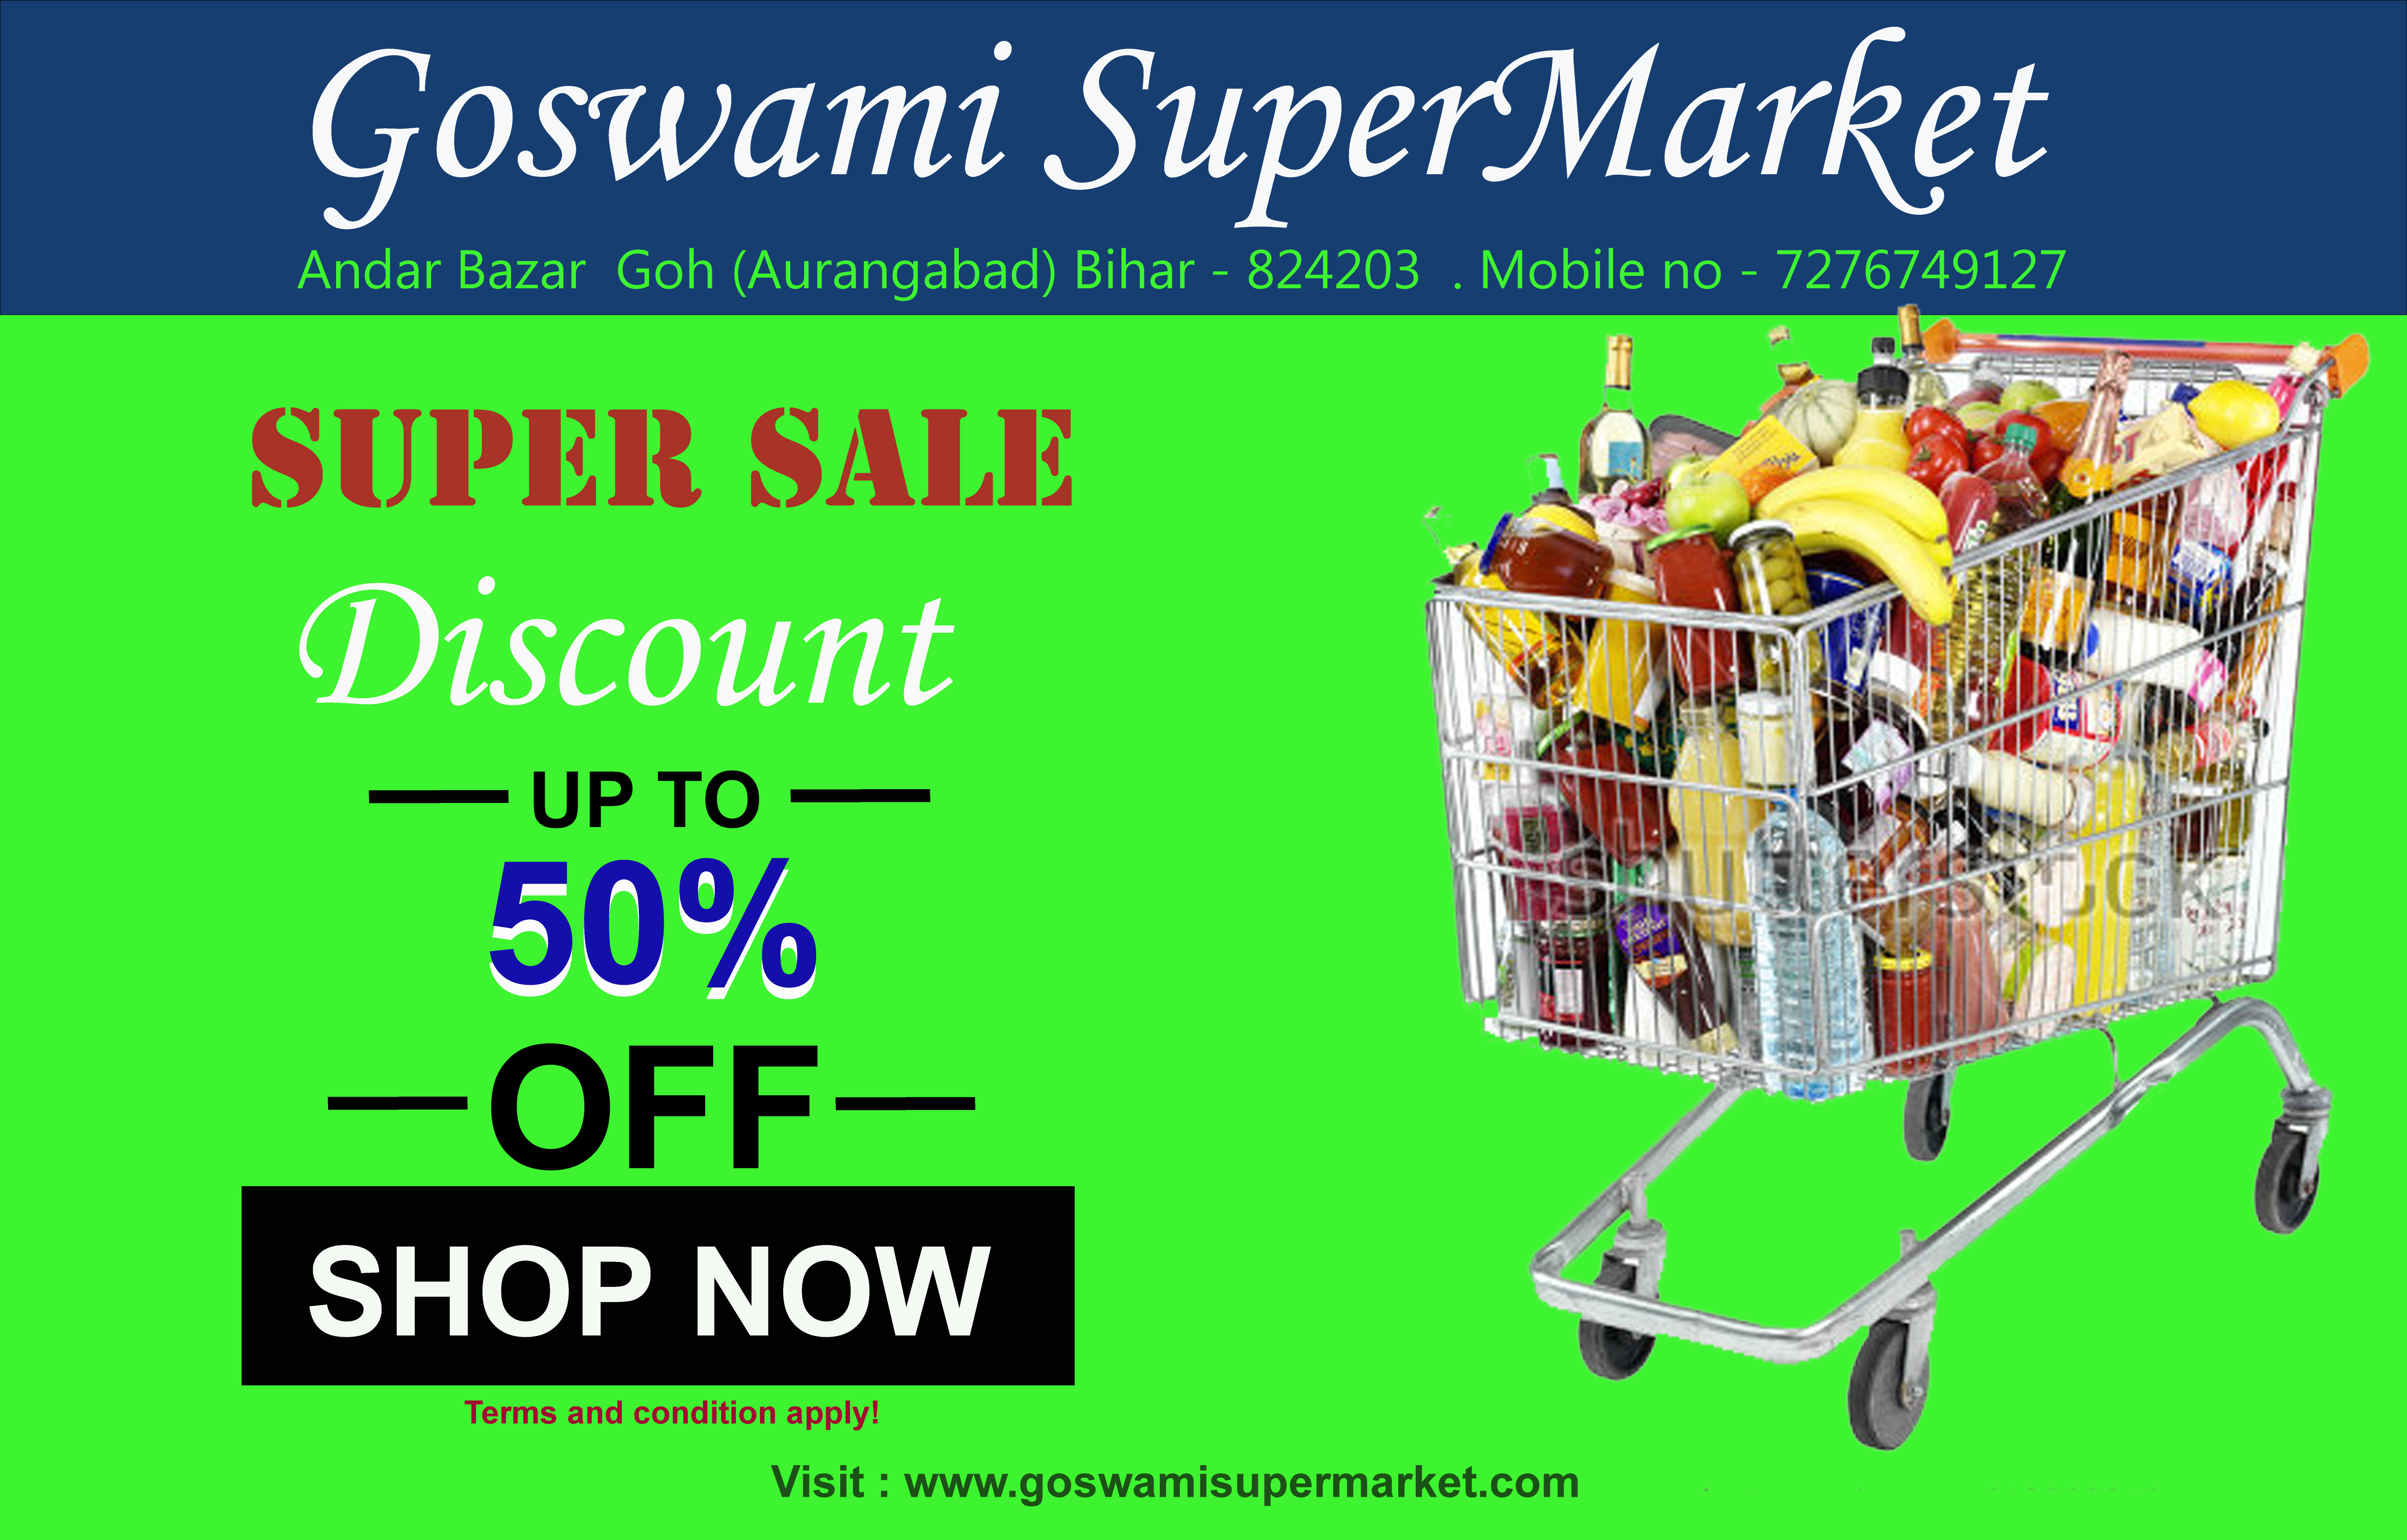 Goswami SuperMarket
Andar Bazar  Goh (Aurangabad) Bihar - 824203  . Mobile no - 7276749127
SUPER SALE
Discount
UP TO
50%
OFF
SHOP NOW
Terms and condition apply!
Visit : www.goswamisupermarket.com